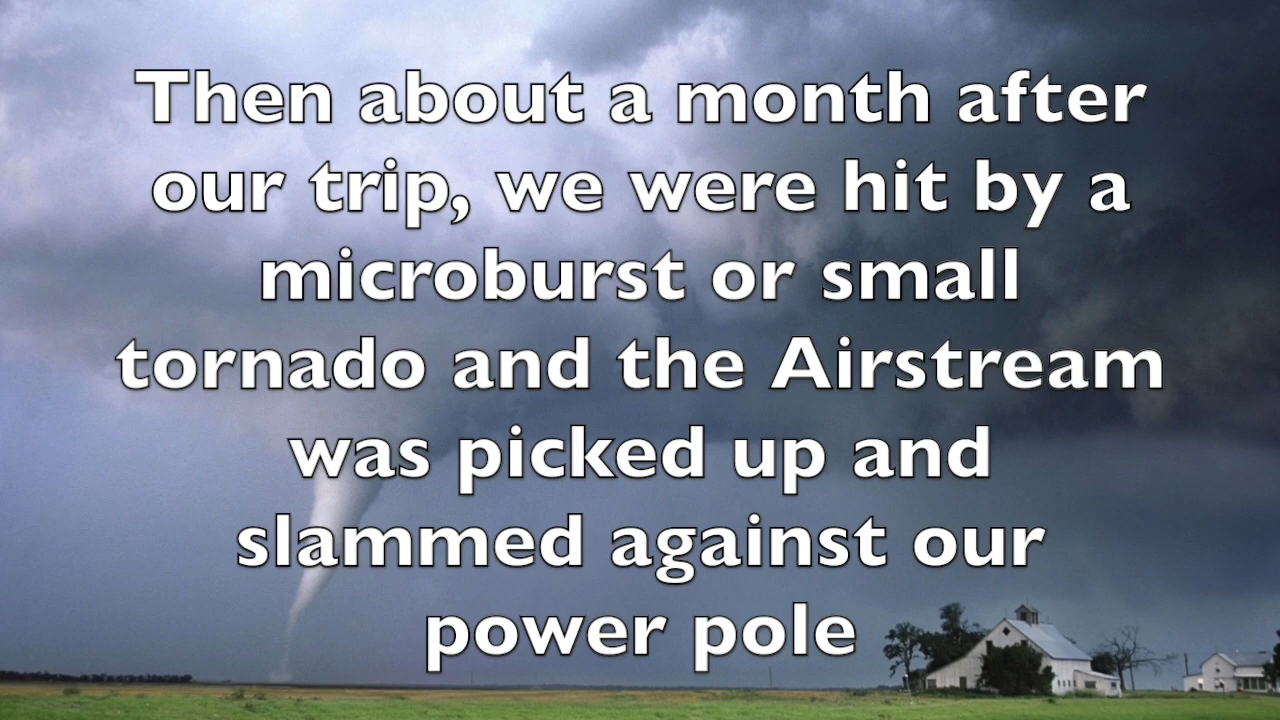 Then about a month after
our trip, we were hit by a
microburst or small
tornado and the Airstream
was picked up and
slammed against our
power pole